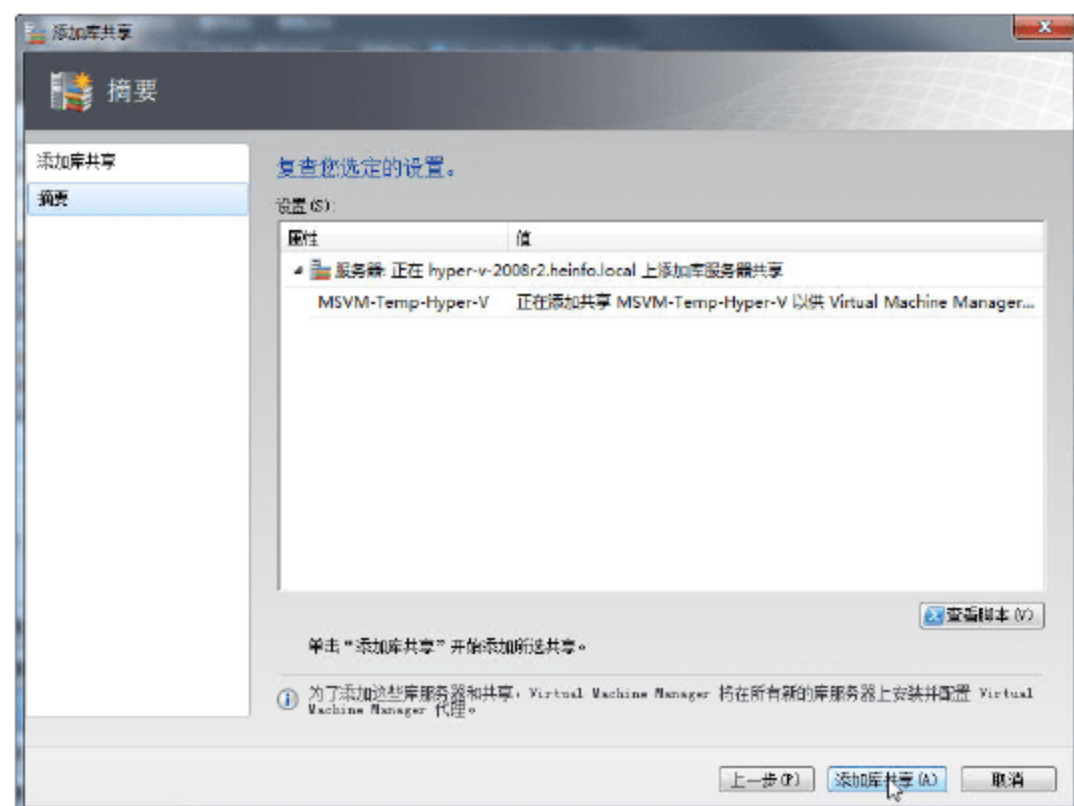 添加库共享
摘要
添加库共享
摘要
复查您选定的设置。
设置(S):
属性 值
服务器: 正在 hyper-v-2008r2.heinfo.local 上添加库服务器共享
MSVM-Temp-Hyper-V 正在添加共享 MSVM-Temp-Hyper-V 以供 Virtual Machine Manager...
查看脚本(V)
单击“添加库共享”开始添加所选共享。
为了添加这些库服务器和共享，Virtual Machine Manager 将在所有新的库服务器上安装并配置 Virtual
Machine Manager 代理。
上一步(P) 添加库共享(A) 取消